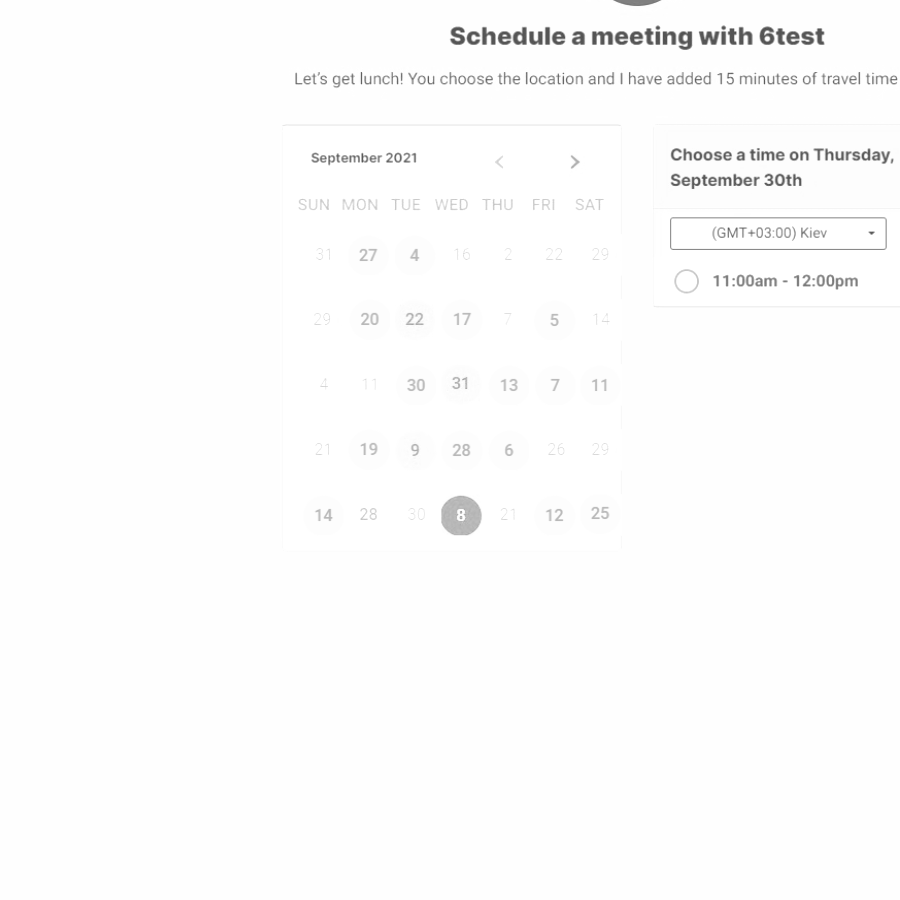 Schedule a meeting with 6test
Let's get lunch! You choose the location and I have added 15 minutes of travel time
September 2021
SUN MON TUE WED THU FRI SAT
31 27 4 16 2 22 29
29 20 22 17 7 5 14
4 11 30 31 13 7 11
21 19 9 28 6 26 29
14 28 30 8 21 12 25
Choose a time on Thursday,
September 30th
(GMT+03:00) Kiev
11:00am - 12:00pm